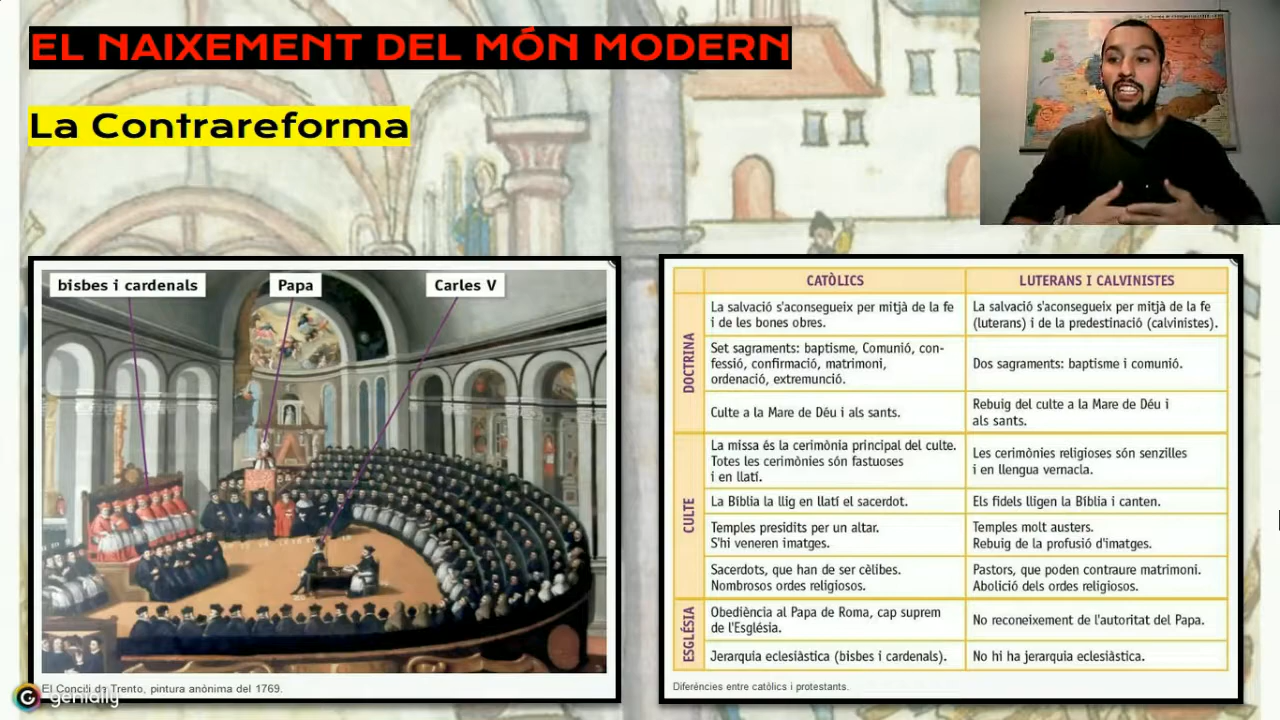 EL NAIXEMENT DEL MÓN MODERN
La Contrareforma
bisbes i cardenals
Papa
Carles V
El Concili de Trento, pintura anònima del 1769.
genially
CATÒLICS
LUTERANS I CALVINISTES
DOCTRINA
La salvació s'aconsegueix per mitjà de la fe
i de les bones obres.
La salvació s'aconsegueix per mitjà de la fe
(luterans) i de la predestinació (calvinistes).
Set sagraments: baptisme, Comunió, con-
fessió, confirmació, matrimoni,
ordenació, extremunció.
Dos sagraments: baptisme i comunió.
Culte a la Mare de Déu i als sants.
Rebuig del culte a la Mare de Déu i
als sants.
CULTE
La missa és la cerimònia principal del culte.
Totes les cerimònies són fastuoses
i en llatí.
Les cerimònies religioses són senzilles
i en llengua vernacla.
La Bíblia la llig en llatí el sacerdot.
Els fidels lligen la Bíblia i canten.
Temples presidits per un altar.
S'hi veneren imatges.
Temples molt austers.
Rebuig de la profusió d'imatges.
Sacerdots, que han de ser cèlibes.
Nombrosos ordes religiosos.
Pastors, que poden contraure matrimoni.
Abolició dels ordes religiosos.
ESGLÉSIA
Obediència al Papa de Roma, cap suprem
de l'Església.
No reconeixement de l'autoritat del Papa.
Jerarquia eclesiàstica (bisbes i cardenals).
No hi ha jerarquia eclesiàstica.
Diferències entre catòlics i protestants.